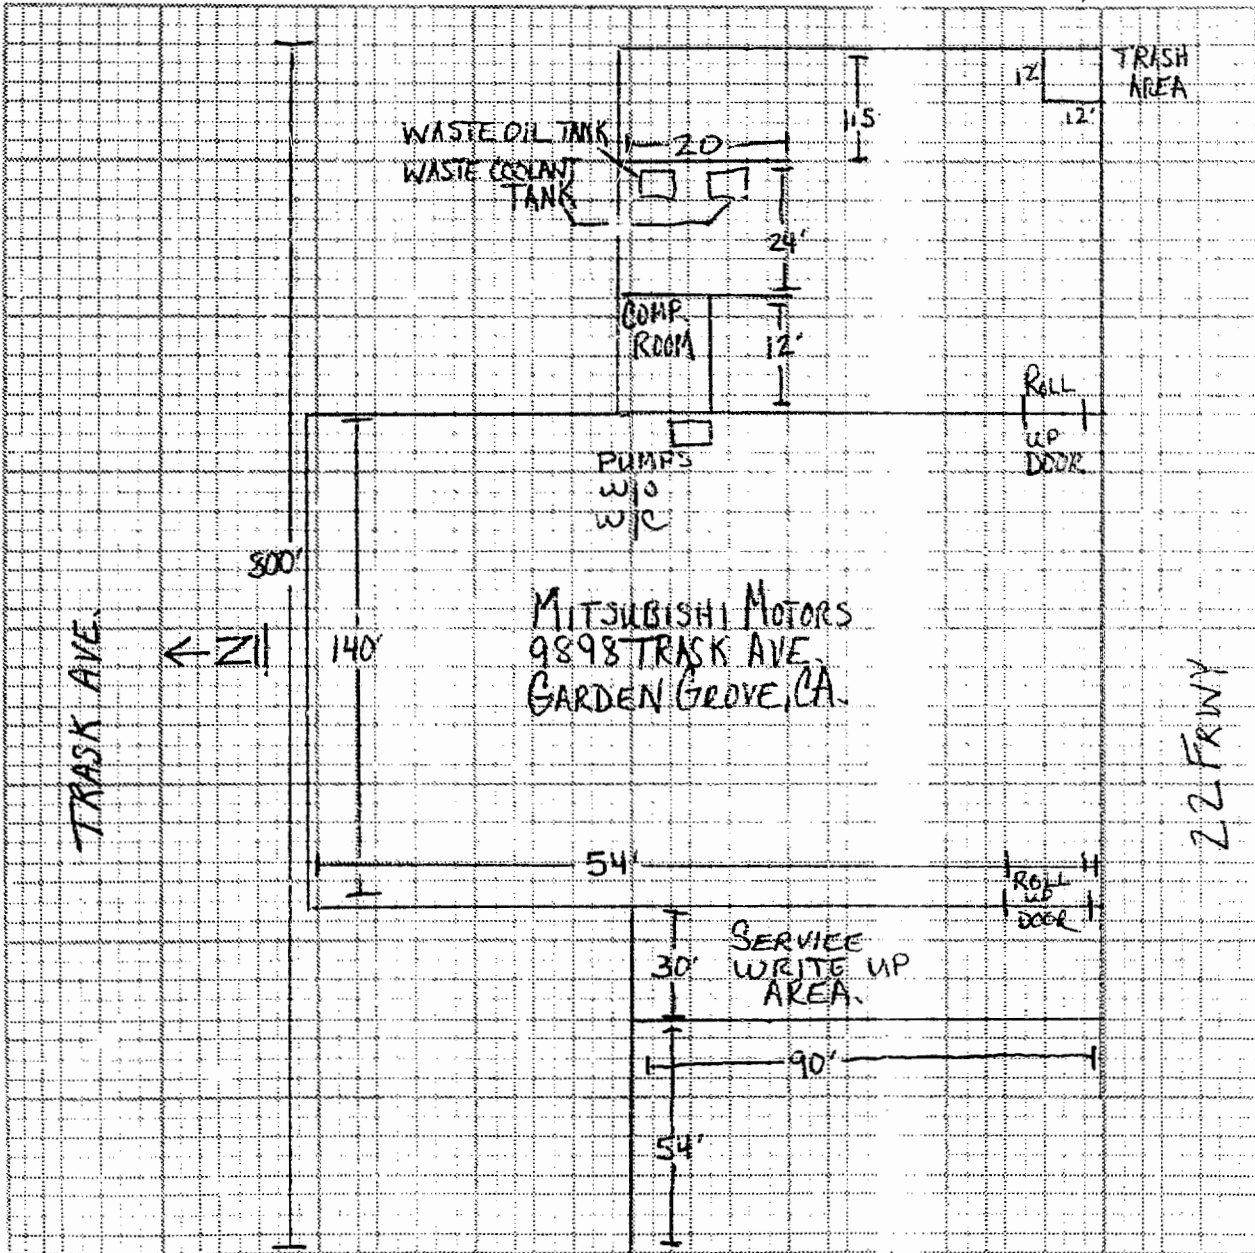 TRASH
AREA
12'
12'
115
WASTE OIL TANK
20
WASTE COOLANT
TANK
24'
COMP.
ROOM
12'
ROLL
UP
DOOR
PUMPS
W/O
W/C
800'
MITSUBISHI MOTORS
9898 TRASK AVE.
GARDEN GROVE, CA.
140'
N
TRASK AVE.
22 FRWY
54'
ROLL
UP
DOOR
SERVICE
WRITE UP
AREA.
30'
90'
54'